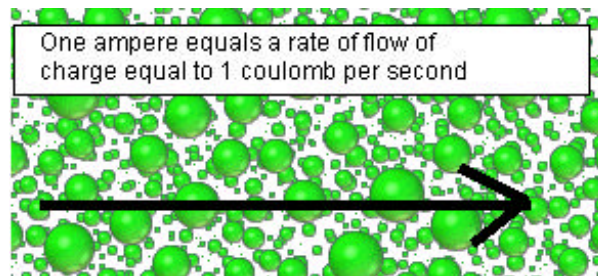 One ampere equals a rate of flow of
charge equal to 1 coulomb per second